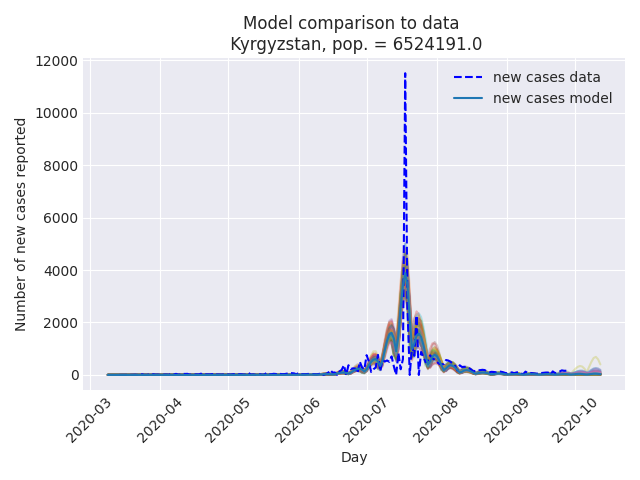 Model comparison to data
Kyrgyzstan, pop. = 6524191.0
new cases data
new cases model
Number of new cases reported
12000
10000
8000
6000
4000
2000
0
2020-03
2020-04
2020-05
2020-06
2020-07
2020-08
2020-09
2020-10
Day